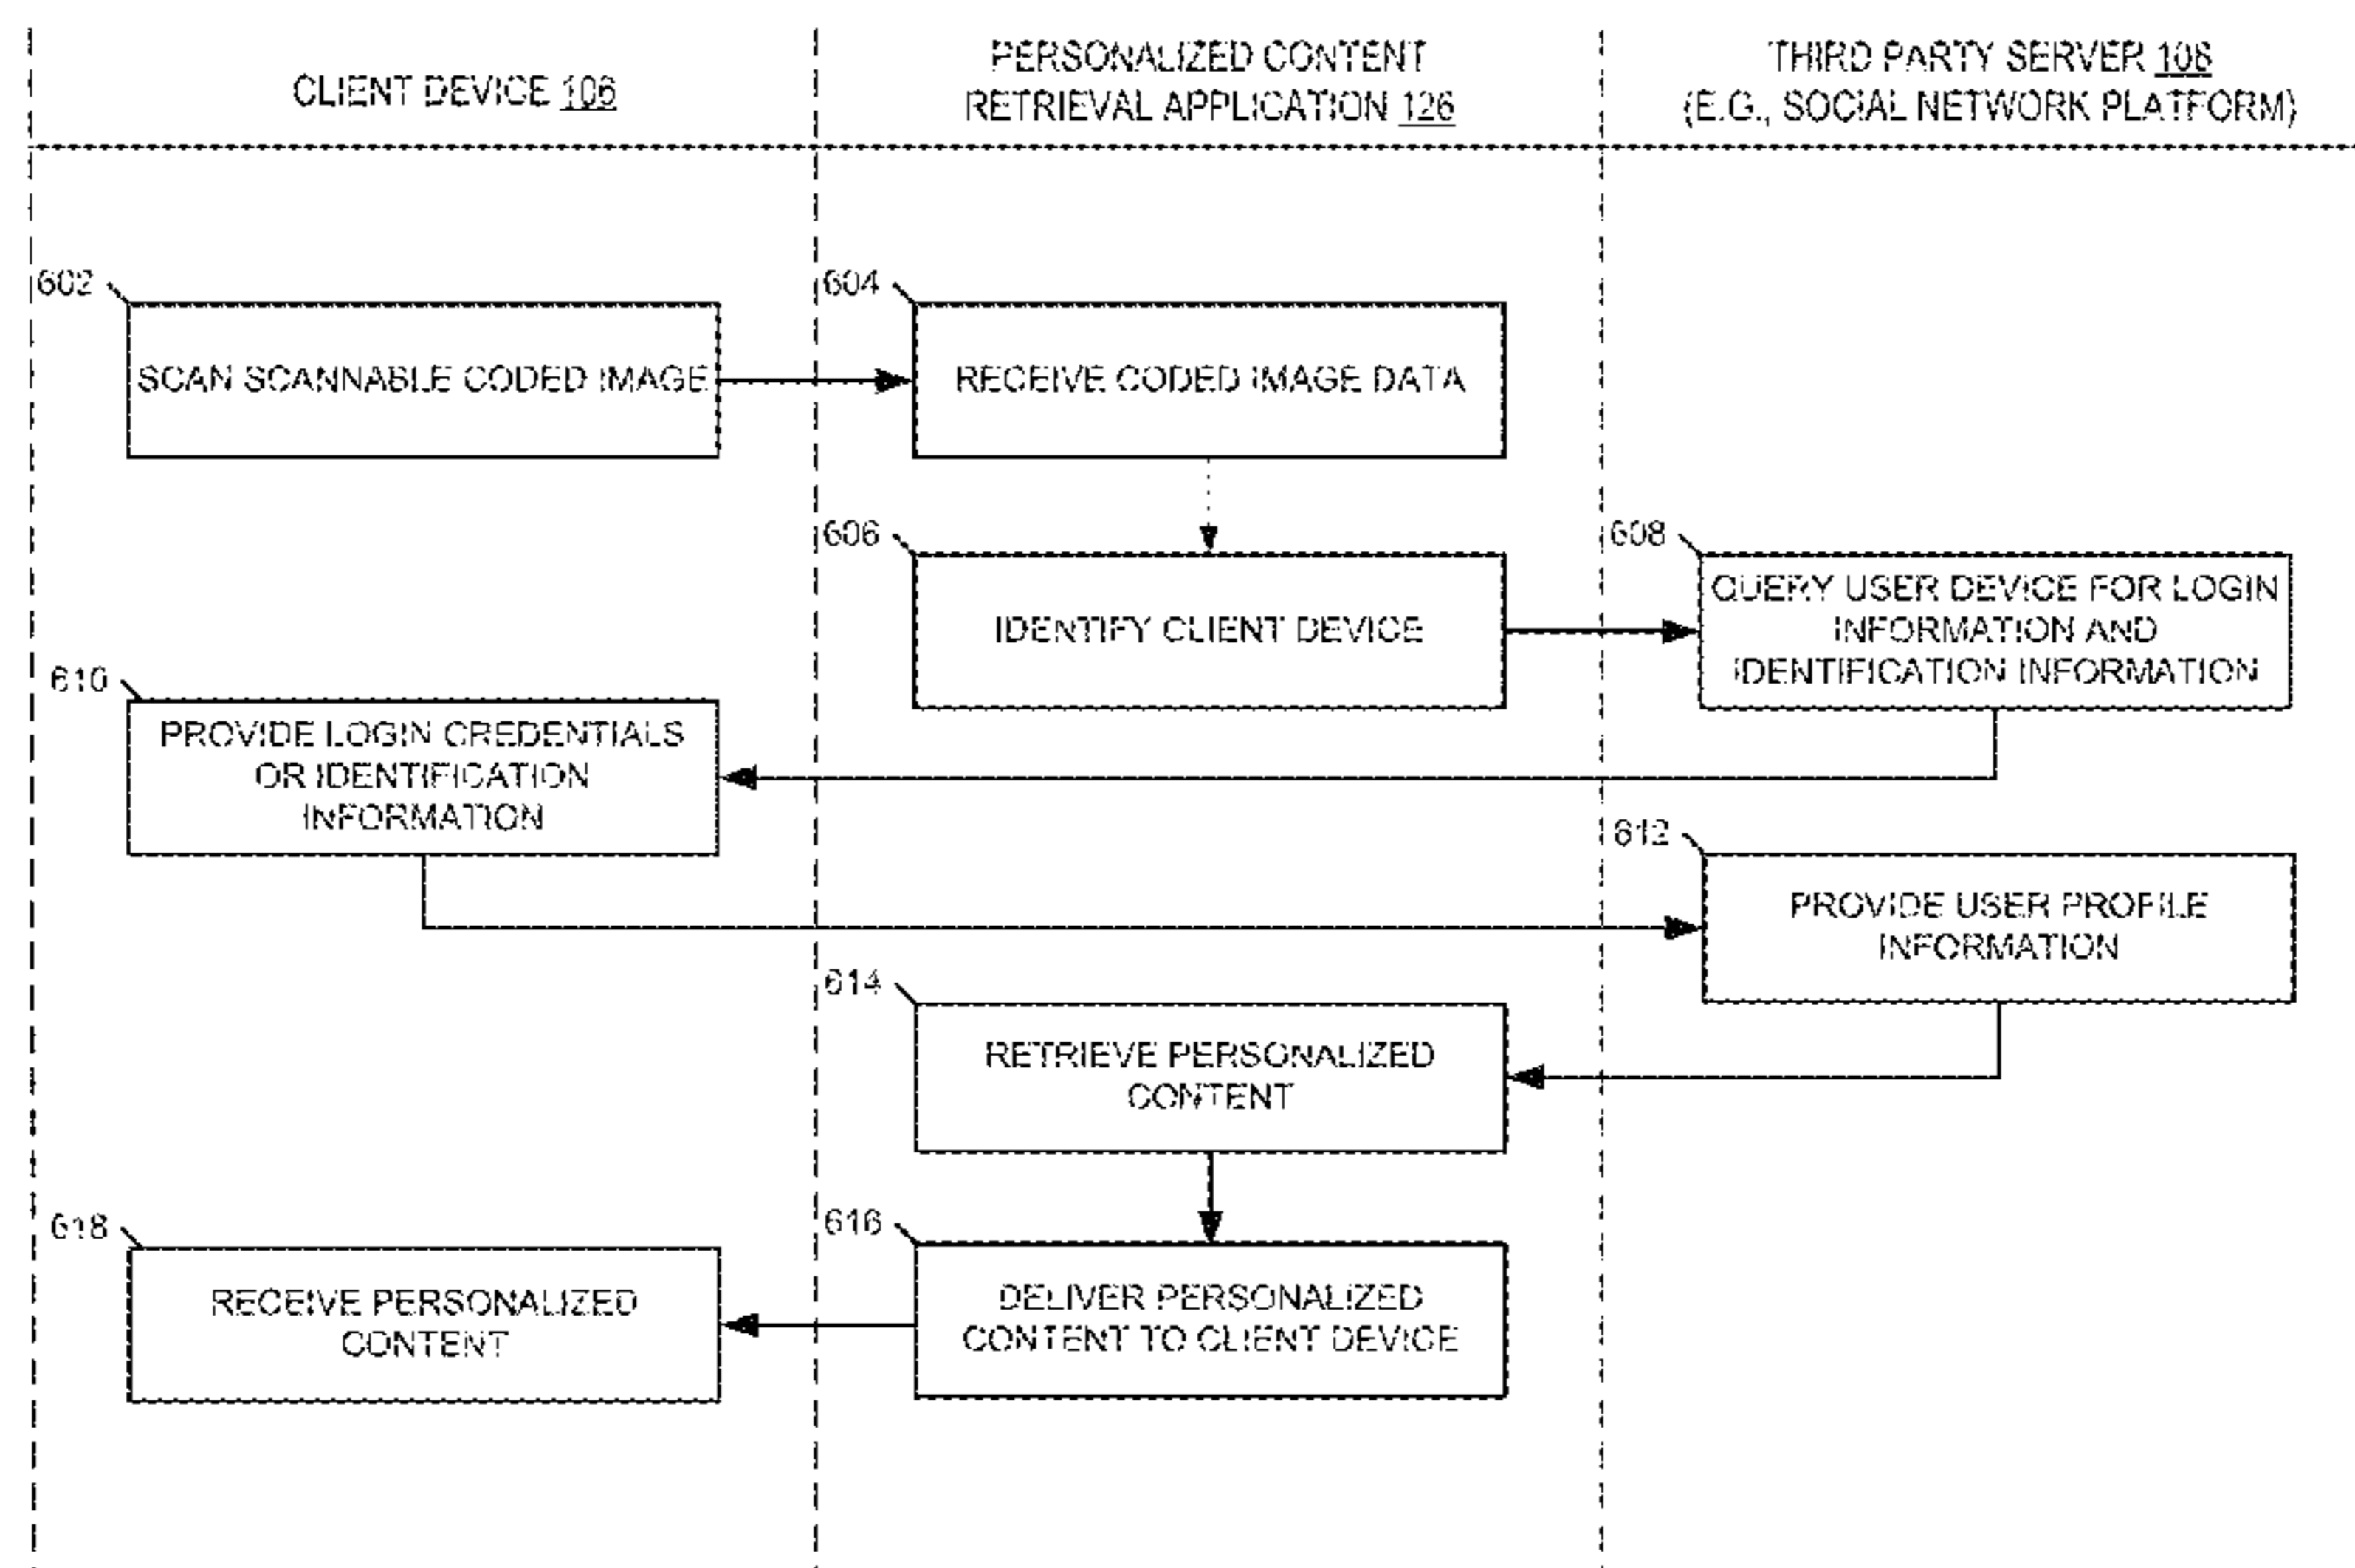 CLIENT DEVICE 106
PERSONALIZED CONTENT
RETRIEVAL APPLICATION 126
THIRD PARTY SERVER 108
(E.G., SOCIAL NETWORK PLATFORM)
602
SCAN SCANNABLE CODED IMAGE
604
RECEIVE CODED IMAGE DATA
606
IDENTIFY CLIENT DEVICE
608
QUERY USER DEVICE FOR LOGIN
INFORMATION AND
IDENTIFICATION INFORMATION
610
PROVIDE LOGIN CREDENTIALS
OR IDENTIFICATION
INFORMATION
612
PROVIDE USER PROFILE
INFORMATION
614
RETRIEVE PERSONALIZED
CONTENT
616
DELIVER PERSONALIZED
CONTENT TO CLIENT DEVICE
618
RECEIVE PERSONALIZED
CONTENT